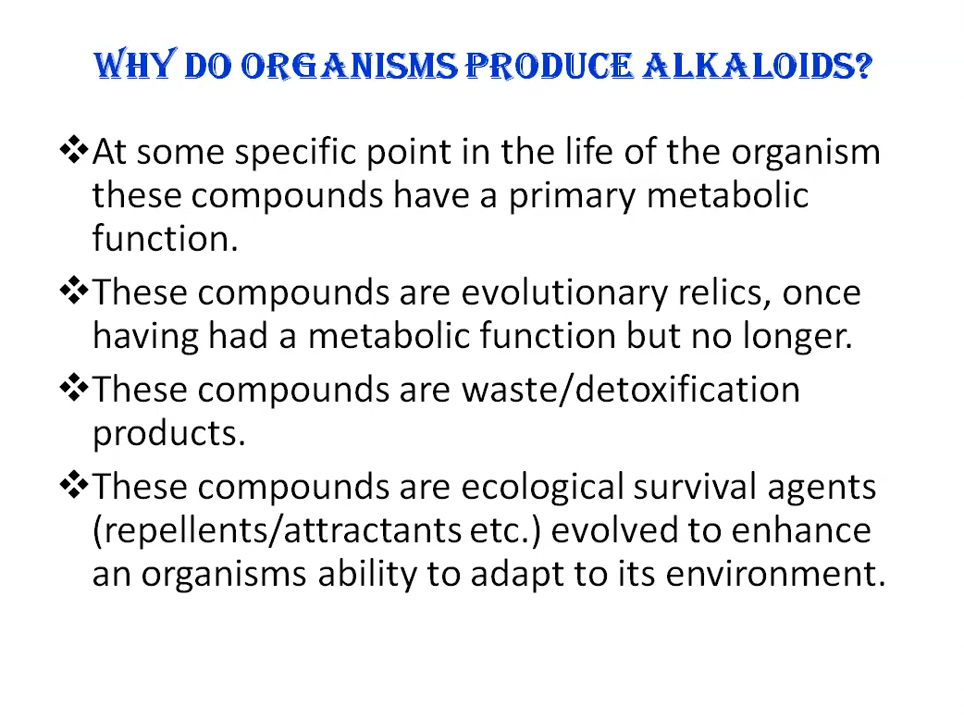 WHY DO ORGANISMS PRODUCE ALKALOIDS?
❖At some specific point in the life of the organism
these compounds have a primary metabolic
function.
❖These compounds are evolutionary relics, once
having had a metabolic function but no longer.
❖These compounds are waste/detoxification
products.
❖These compounds are ecological survival agents
(repellents/attractants etc.) evolved to enhance
an organisms ability to adapt to its environment.